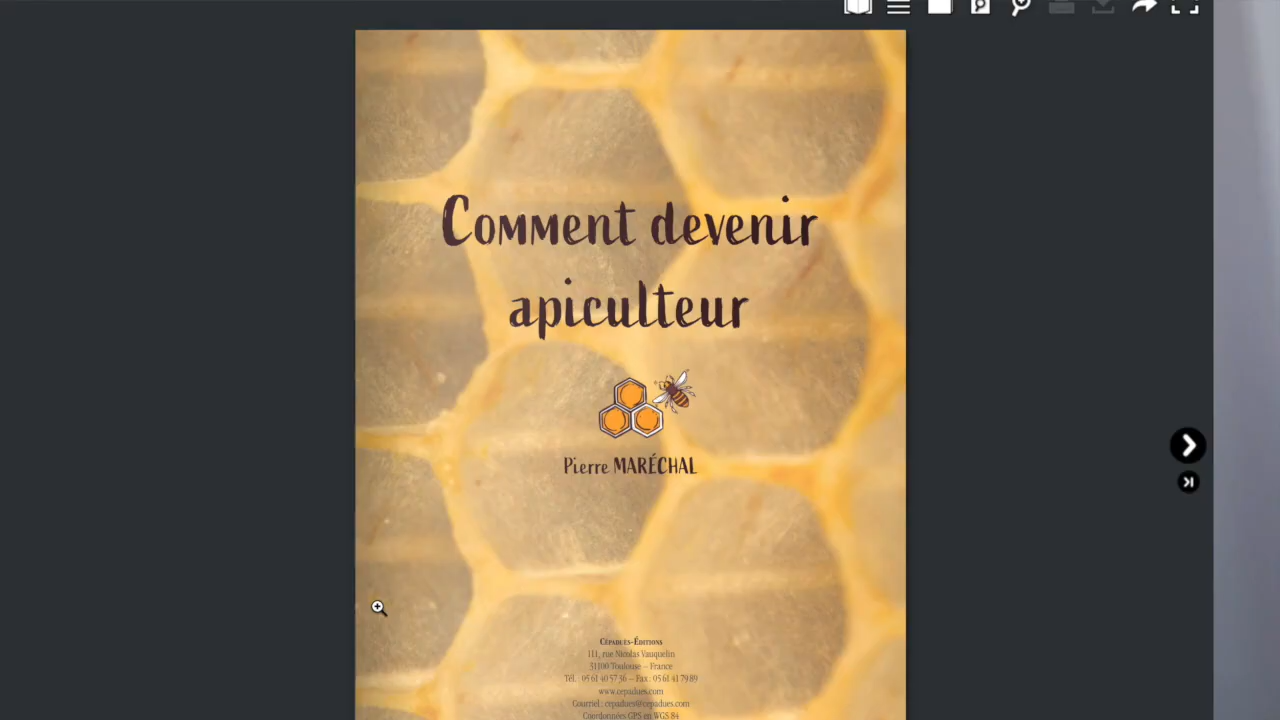 Comment devenir
apiculteur
Pierre MARÉCHAL
Cépaduès-Éditions
111, rue Nicolas Vauquelin
31100 Toulouse – France
Tél. : 05 61 40 57 36 – Fax : 05 61 41 79 89
www.cepadues.com
Courriel : cepadues@cepadues.com
Coordonnées GPS en WGS 84